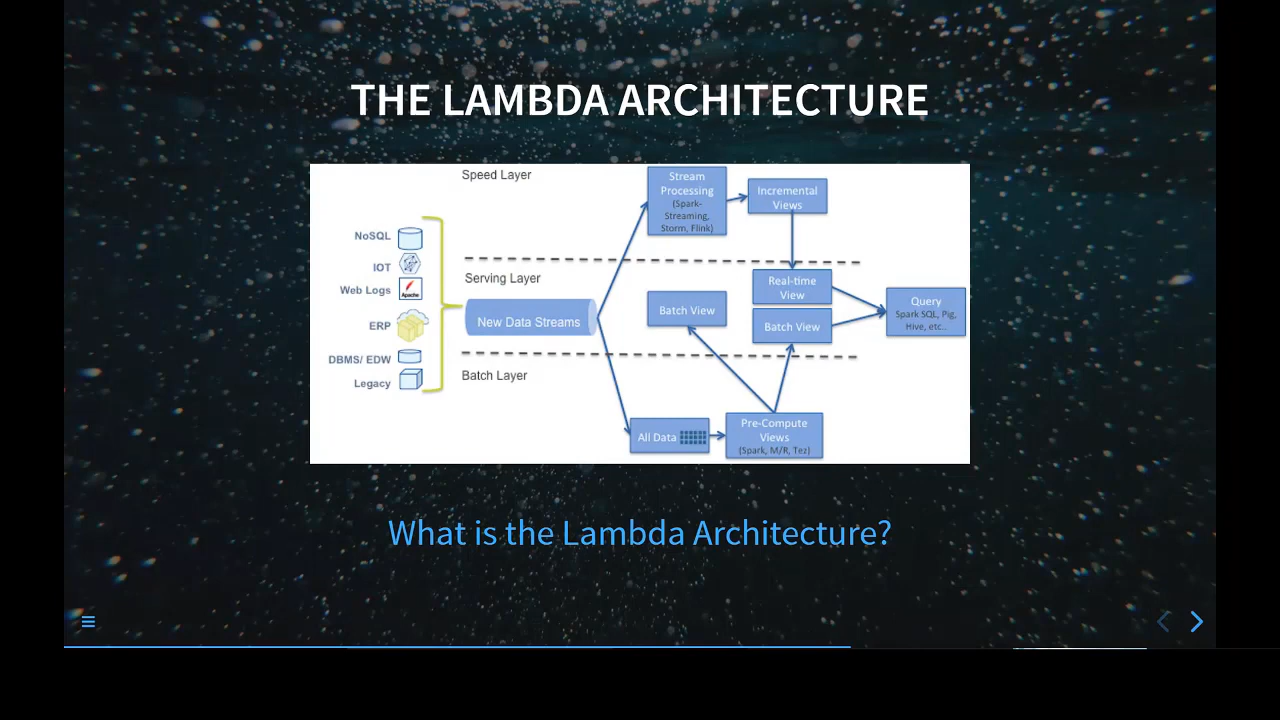 THE LAMBDA ARCHITECTURE
Speed Layer
Stream
Processing
(Spark-
Streaming,
Storm, Flink)
Incremental
Views
NoSQL
IOT
Web Logs
Apache
ERP
DBMS/ EDW
Legacy
Serving Layer
New Data Streams
Batch View
Real-time
View
Batch View
Query
Spark SQL, Pig,
Hive, etc..
Batch Layer
All Data
Pre-Compute
Views
(Spark, M/R, Tez)
What is the Lambda Architecture?